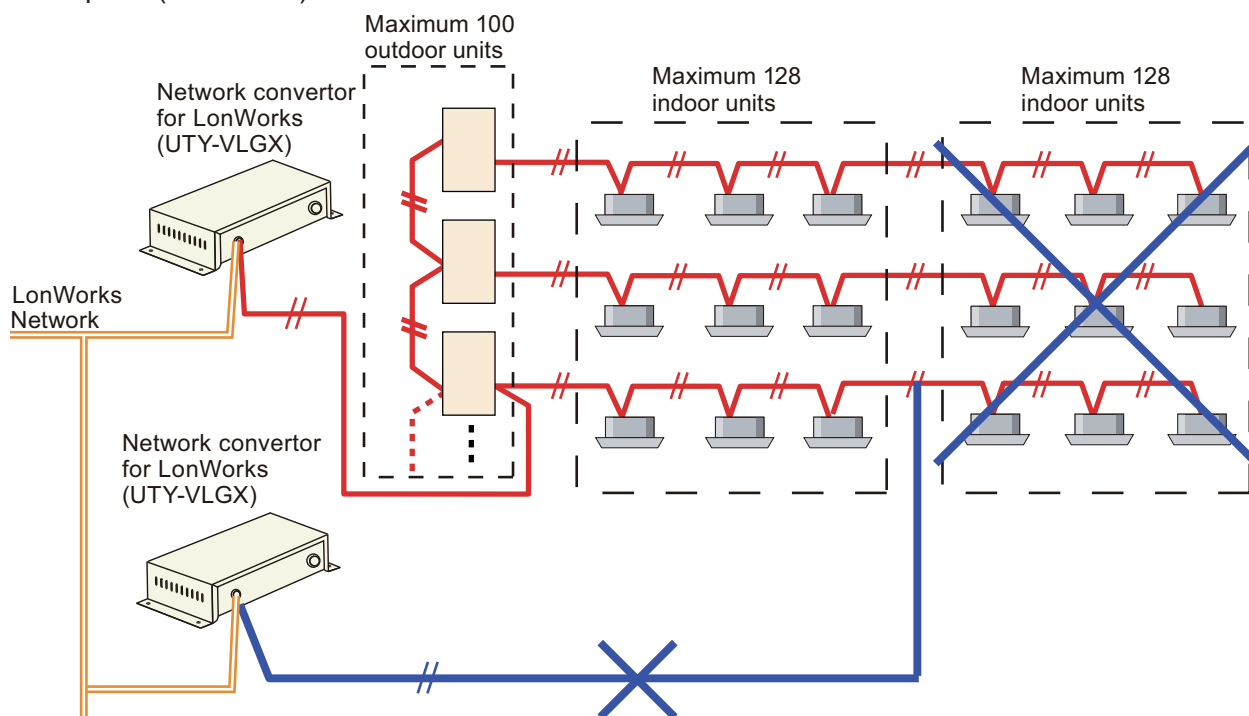 Maximum 100
outdoor units
Maximum 128
indoor units
Maximum 128
indoor units
Network convertor
for LonWorks
(UTY-VLGX)
LonWorks
Network
Network convertor
for LonWorks
(UTY-VLGX)